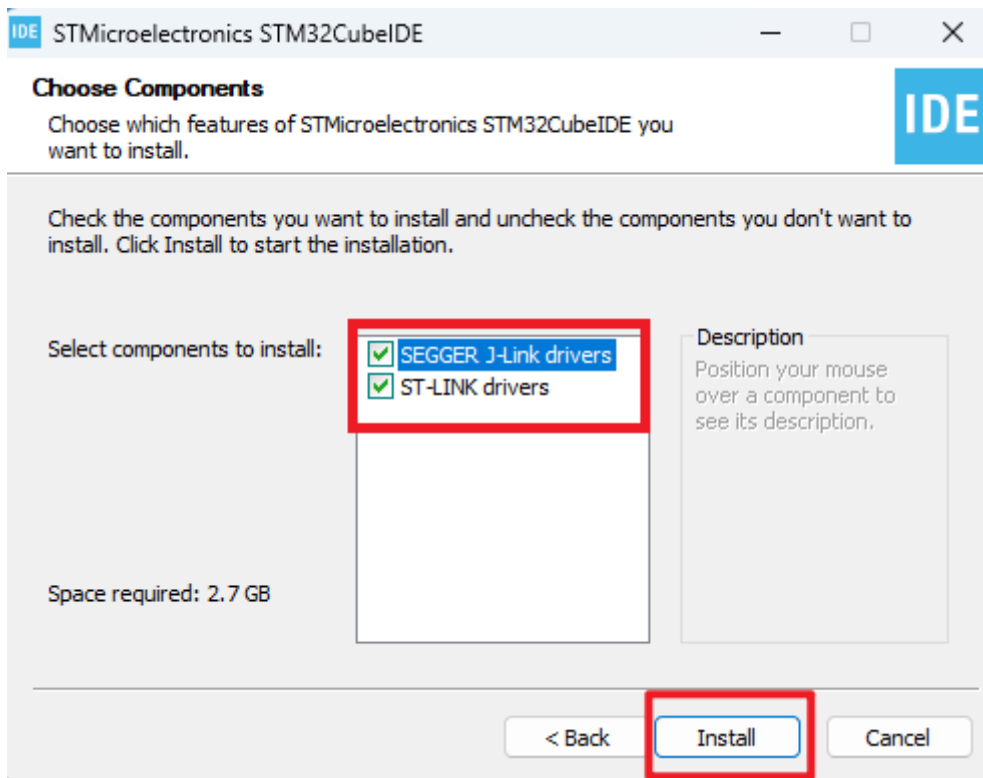 IDE STMicroelectronics STM32CubeIDE
Choose Components
Choose which features of STMicroelectronics STM32CubeIDE you
want to install.
IDE
Check the components you want to install and uncheck the components you don't want to
install. Click Install to start the installation.
Select components to install:
SEGGER J-Link drivers
ST-LINK drivers
Description
Position your mouse
over a component to
see its description.
Space required: 2.7 GB
< Back
Install
Cancel